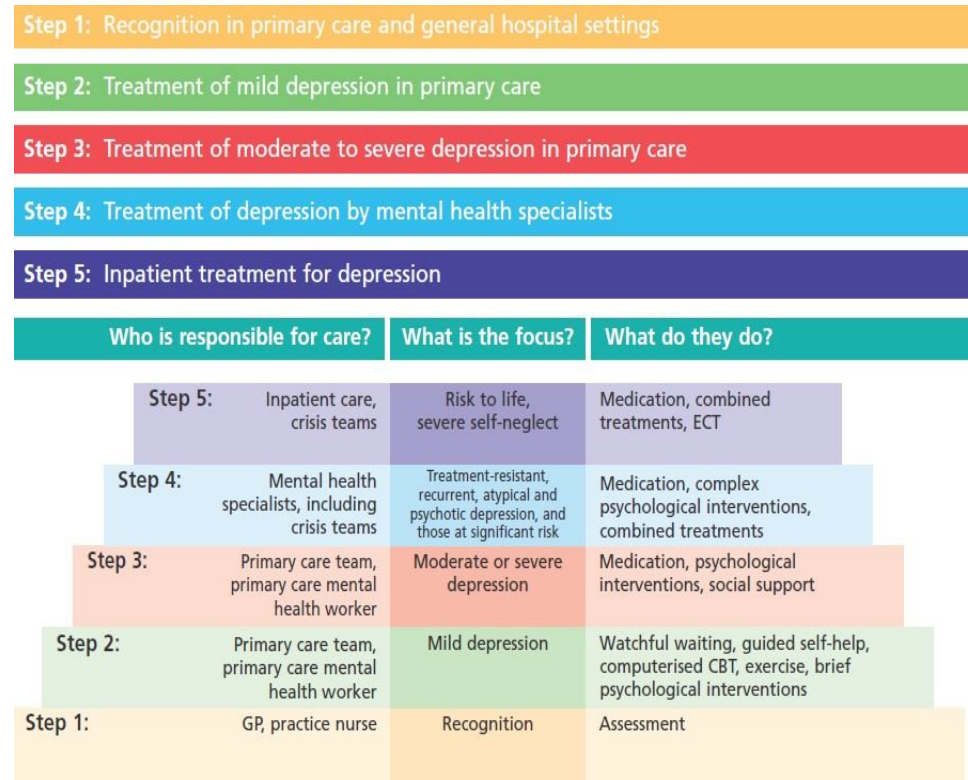 Step 1: Recognition in primary care and general hospital settings
Step 2: Treatment of mild depression in primary care
Step 3: Treatment of moderate to severe depression in primary care
Step 4: Treatment of depression by mental health specialists
Step 5: Inpatient treatment for depression
Who is responsible for care? What is the focus? What do they do?
Step 5:
Inpatient care,
crisis teams
Risk to life,
severe self-neglect
Medication, combined
treatments, ECT
Step 4:
Mental health
specialists, including
crisis teams
Treatment-resistant,
recurrent, atypical and
psychotic depression, and
those at significant risk
Medication, complex
psychological interventions,
combined treatments
Step 3:
Primary care team,
primary care mental
health worker
Moderate or severe
depression
Medication, psychological
interventions, social support
Step 2:
Primary care team,
primary care mental
health worker
Mild depression
Watchful waiting, guided self-help,
computerised CBT, exercise, brief
psychological interventions
Step 1:
GP, practice nurse
Recognition
Assessment